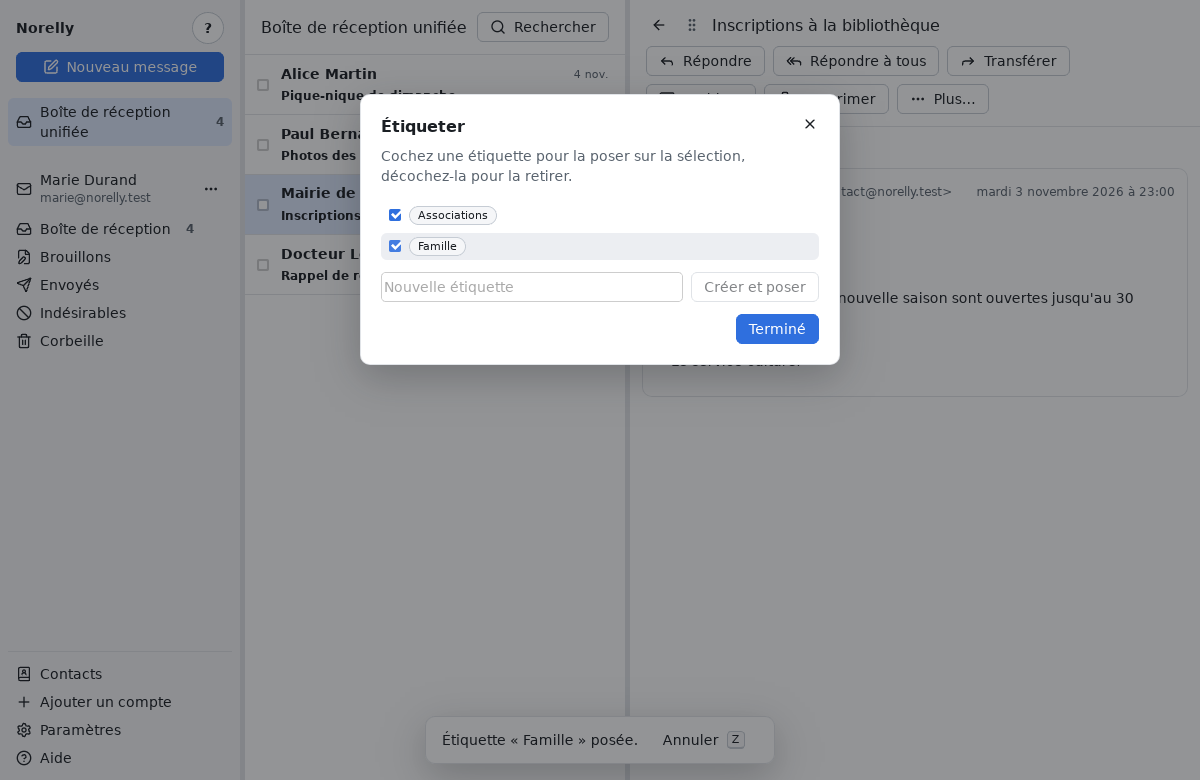 Norelly
?
Nouveau message
Boîte de réception unifiée
4
Marie Durand
marie@norelly.test
Boîte de réception
4
Brouillons
Envoyés
Indésirables
Corbeille
Contacts
Ajouter un compte
Paramètres
Aide
Boîte de réception unifiée
Rechercher
Alice Martin
4 nov.
Pique-nique de dimanche
Paul
Photos des
Mairie de
Inscriptions
Docteur
Rappel de
Inscriptions à la bibliothèque
Répondre
Répondre à tous
Transférer
Plus...
mardi 3 novembre 2026 à 23:00
nouvelle saison sont ouvertes jusqu'au 30
Étiqueter
Cochez une étiquette pour la poser sur la sélection,
décochez-la pour la retirer.
Associations
Famille
Nouvelle étiquette
Créer et poser
Terminé
Étiquette « Famille » posée.
Annuler
Z